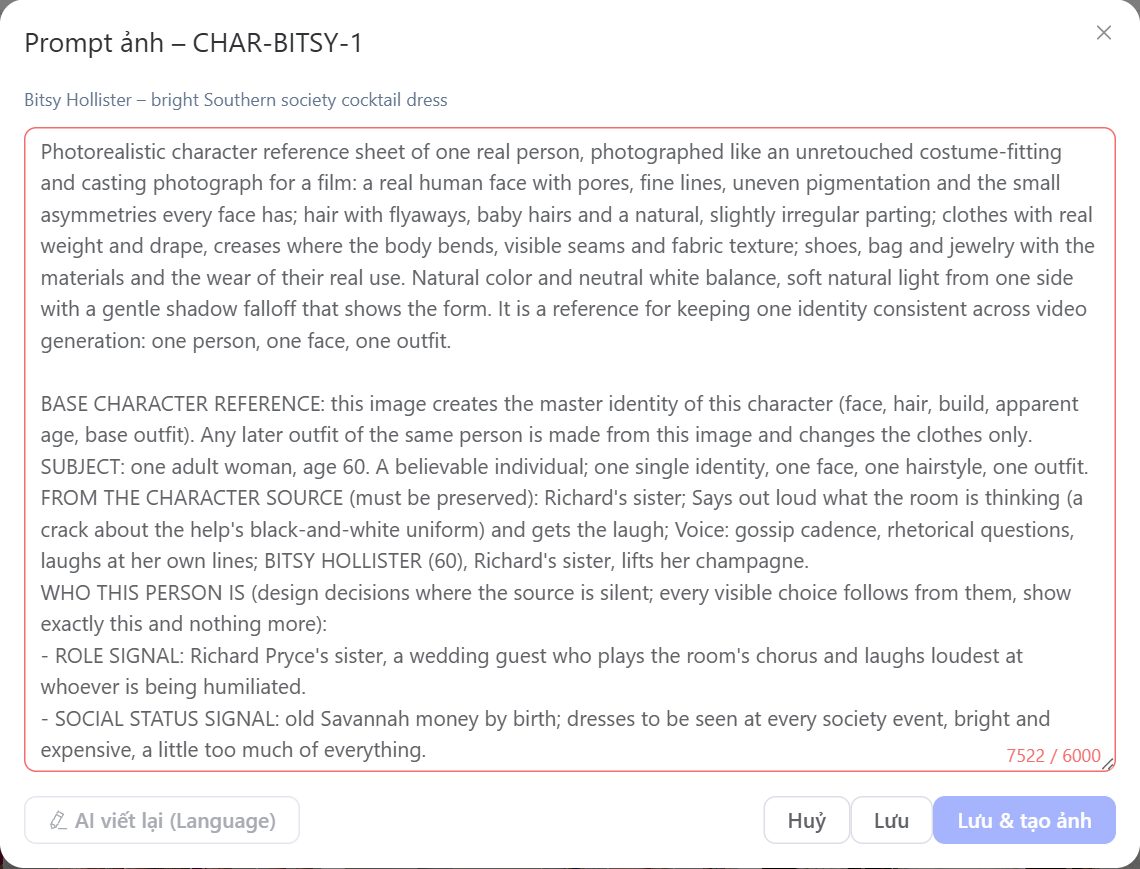 Prompt ảnh – CHAR-BITSY-1
Bitsy Hollister – bright Southern society cocktail dress
Photorealistic character reference sheet of one real person, photographed like an unretouched costume-fitting
and casting photograph for a film: a real human face with pores, fine lines, uneven pigmentation and the small
asymmetries every face has; hair with flyaways, baby hairs and a natural, slightly irregular parting; clothes with real
weight and drape, creases where the body bends, visible seams and fabric texture; shoes, bag and jewelry with the
materials and the wear of their real use. Natural color and neutral white balance, soft natural light from one side
with a gentle shadow falloff that shows the form. It is a reference for keeping one identity consistent across video
generation: one person, one face, one outfit.
BASE CHARACTER REFERENCE: this image creates the master identity of this character (face, hair, build, apparent
age, base outfit). Any later outfit of the same person is made from this image and changes the clothes only.
SUBJECT: one adult woman, age 60. A believable individual; one single identity, one face, one hairstyle, one outfit.
FROM THE CHARACTER SOURCE (must be preserved): Richard's sister; Says out loud what the room is thinking (a
crack about the help's black-and-white uniform) and gets the laugh; Voice: gossip cadence, rhetorical questions,
laughs at her own lines; BITSY HOLLISTER (60), Richard's sister, lifts her champagne.
WHO THIS PERSON IS (design decisions where the source is silent; every visible choice follows from them, show
exactly this and nothing more):
- ROLE SIGNAL: Richard Pryce's sister, a wedding guest who plays the room's chorus and laughs loudest at
whoever is being humiliated.
- SOCIAL STATUS SIGNAL: old Savannah money by birth; dresses to be seen at every society event, bright and
expensive, a little too much of everything.
7522 / 6000
AI viết lại (Language)
Huỷ
Lưu
Lưu & tạo ảnh